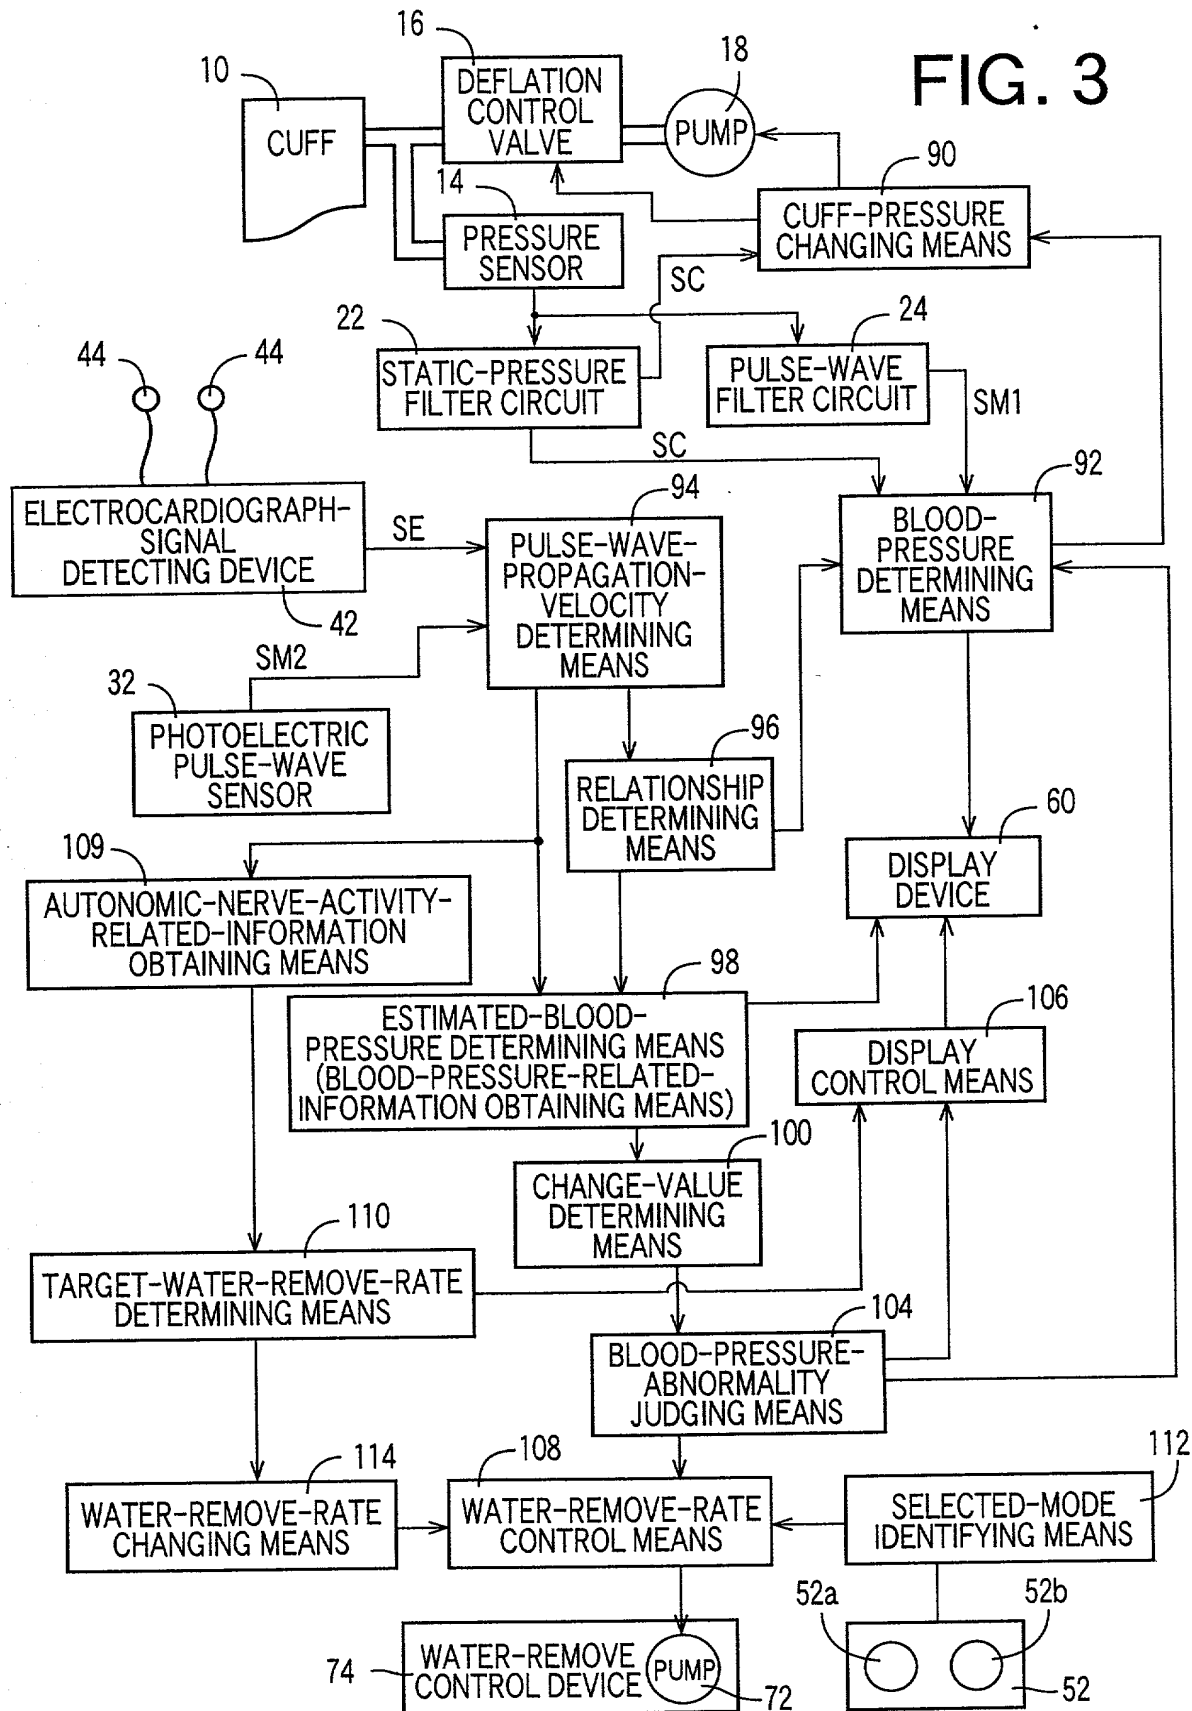 FIG. 3
16
10
18
DEFLATION
CONTROL
VALVE
CUFF
PUMP
90
14
CUFF-PRESSURE
CHANGING MEANS
PRESSURE
SENSOR
SC
22
24
44
44
STATIC-PRESSURE
FILTER CIRCUIT
PULSE-WAVE
FILTER CIRCUIT
SM1
SC
92
94
ELECTROCARDIOGRAPH-
SIGNAL
DETECTING DEVICE
42
SE
PULSE-WAVE-
PROPAGATION-
VELOCITY
DETERMINING
MEANS
BLOOD-
PRESSURE
DETERMINING
MEANS
SM2
32
PHOTOELECTRIC
PULSE-WAVE
SENSOR
96
RELATIONSHIP
DETERMINING
MEANS
60
DISPLAY
DEVICE
109
AUTONOMIC-NERVE-ACTIVITY-
RELATED-INFORMATION
OBTAINING MEANS
98
ESTIMATED-BLOOD-
PRESSURE DETERMINING MEANS
(BLOOD-PRESSURE-RELATED-
INFORMATION OBTAINING MEANS)
106
DISPLAY
CONTROL MEANS
100
CHANGE-VALUE
DETERMINING
MEANS
110
TARGET-WATER-REMOVE-RATE
DETERMINING MEANS
104
BLOOD-PRESSURE-
ABNORMALITY
JUDGING MEANS
114
108
112
WATER-REMOVE-RATE
CHANGING MEANS
WATER-REMOVE-RATE
CONTROL MEANS
SELECTED-MODE
IDENTIFYING MEANS
52a
52b
74
WATER-REMOVE
CONTROL DEVICE
PUMP
72
52